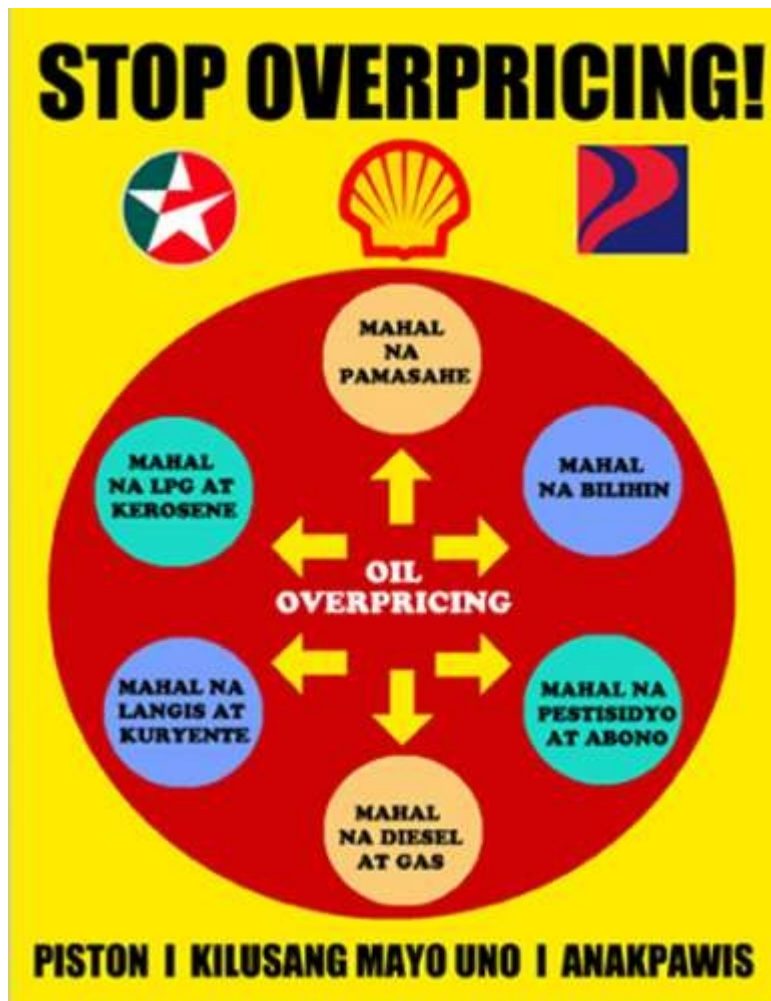 STOP OVERPRICING!
MAHAL
NA
PAMASAHE
MAHAL
NA LPG AT
KEROSENE
MAHAL
NA BILIHIN
OIL
OVERPRICING
MAHAL NA
LANGIS AT
KURYENTE
MAHAL NA
PESTISIDYO
AT ABONO
MAHAL
NA DIESEL
AT GAS
PISTON I KILUSANG MAYO UNO I ANAKPAWIS